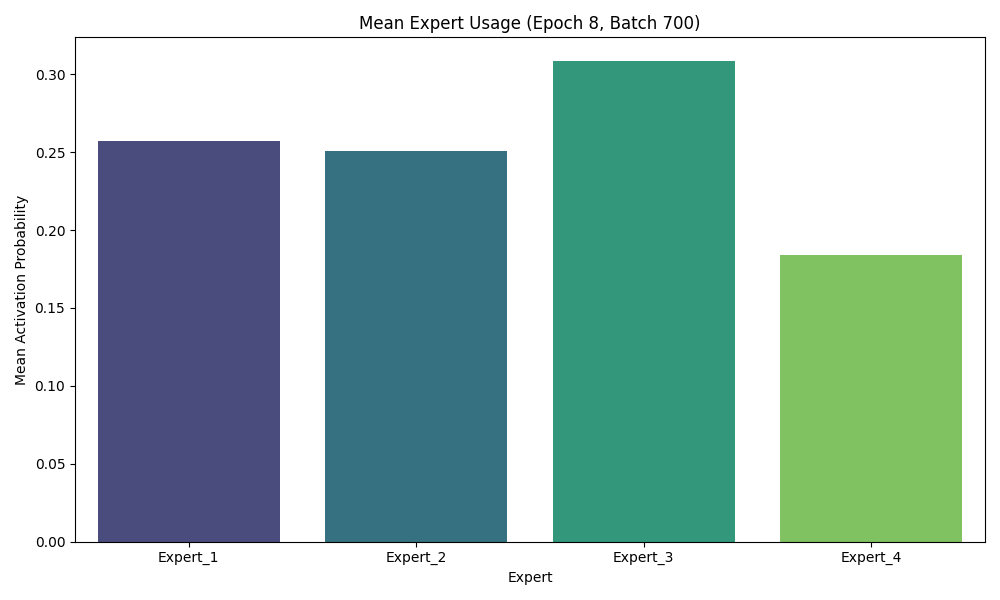 Mean Expert Usage (Epoch 8, Batch 700)
Mean Activation Probability
0.30
0.25
0.20
0.15
0.10
0.05
0.00
Expert_1 Expert_2 Expert_3 Expert_4
Expert